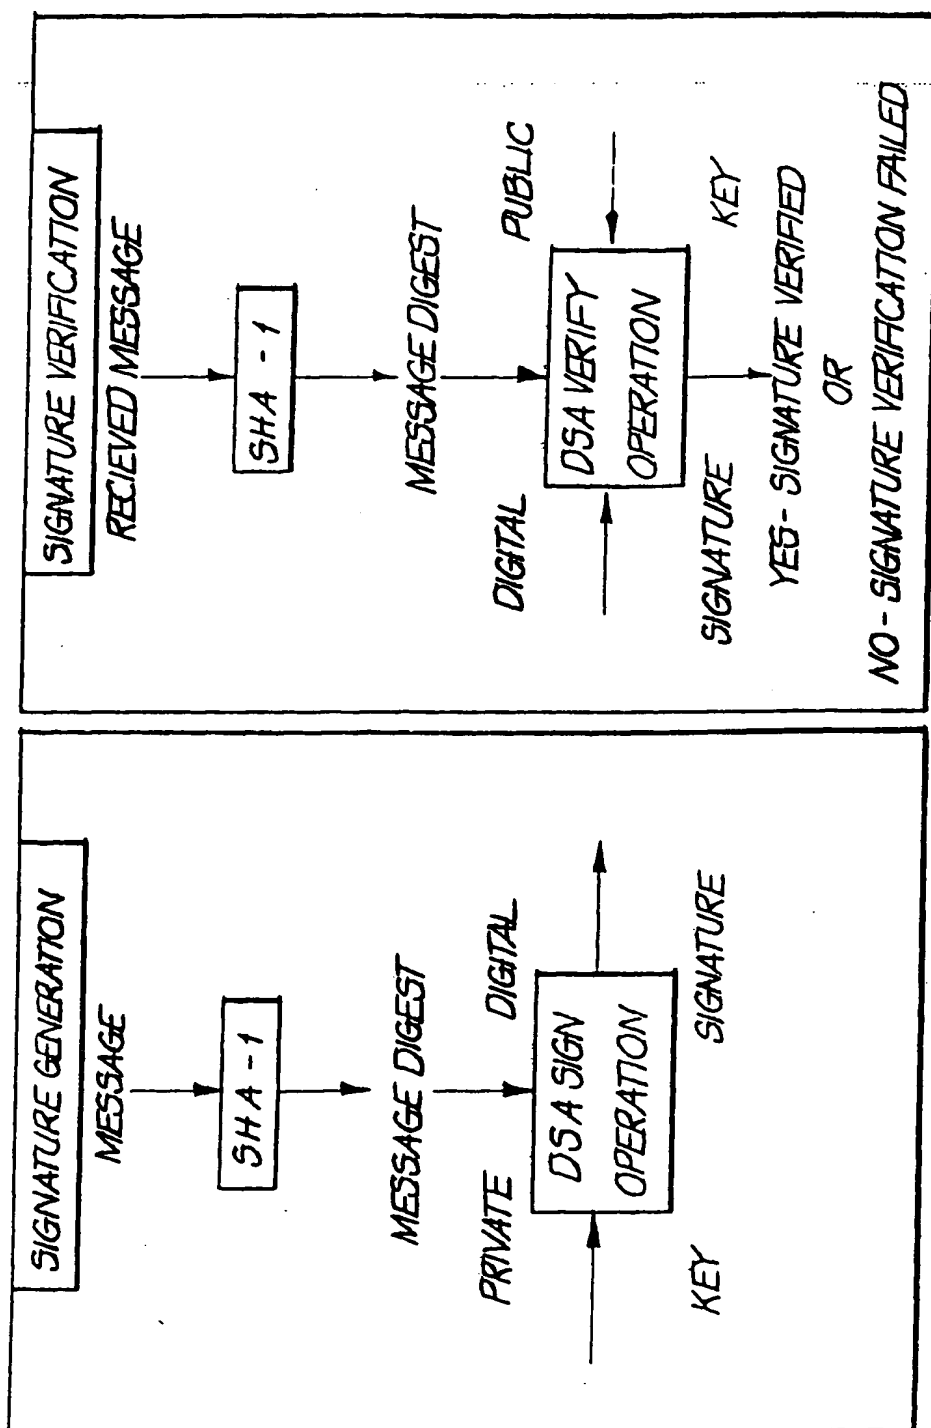 SIGNATURE GENERATION
MESSAGE
SHA - 1
MESSAGE DIGEST
PRIVATE
DIGITAL
DSA SIGN
OPERATION
KEY
SIGNATURE
SIGNATURE VERIFICATION
RECIEVED MESSAGE
SHA - 1
MESSAGE DIGEST
DIGITAL
PUBLIC
DSA VERIFY
OPERATION
SIGNATURE
KEY
YES - SIGNATURE VERIFIED
OR
NO - SIGNATURE VERIFICATION FAILED